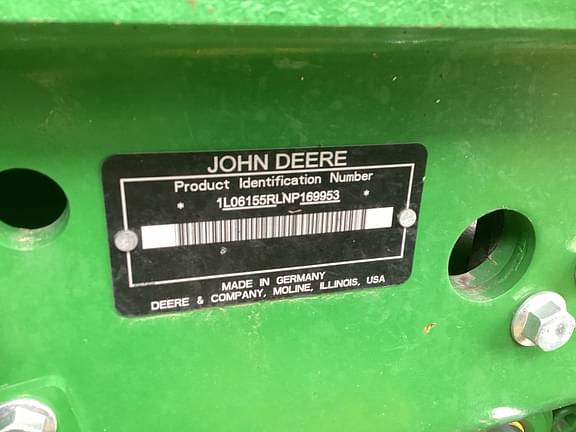 JOHN DEERE
Product Identification Number
* 1L06155RLNP169953 *
MADE IN GERMANY
DEERE & COMPANY, MOLINE, ILLINOIS, USA